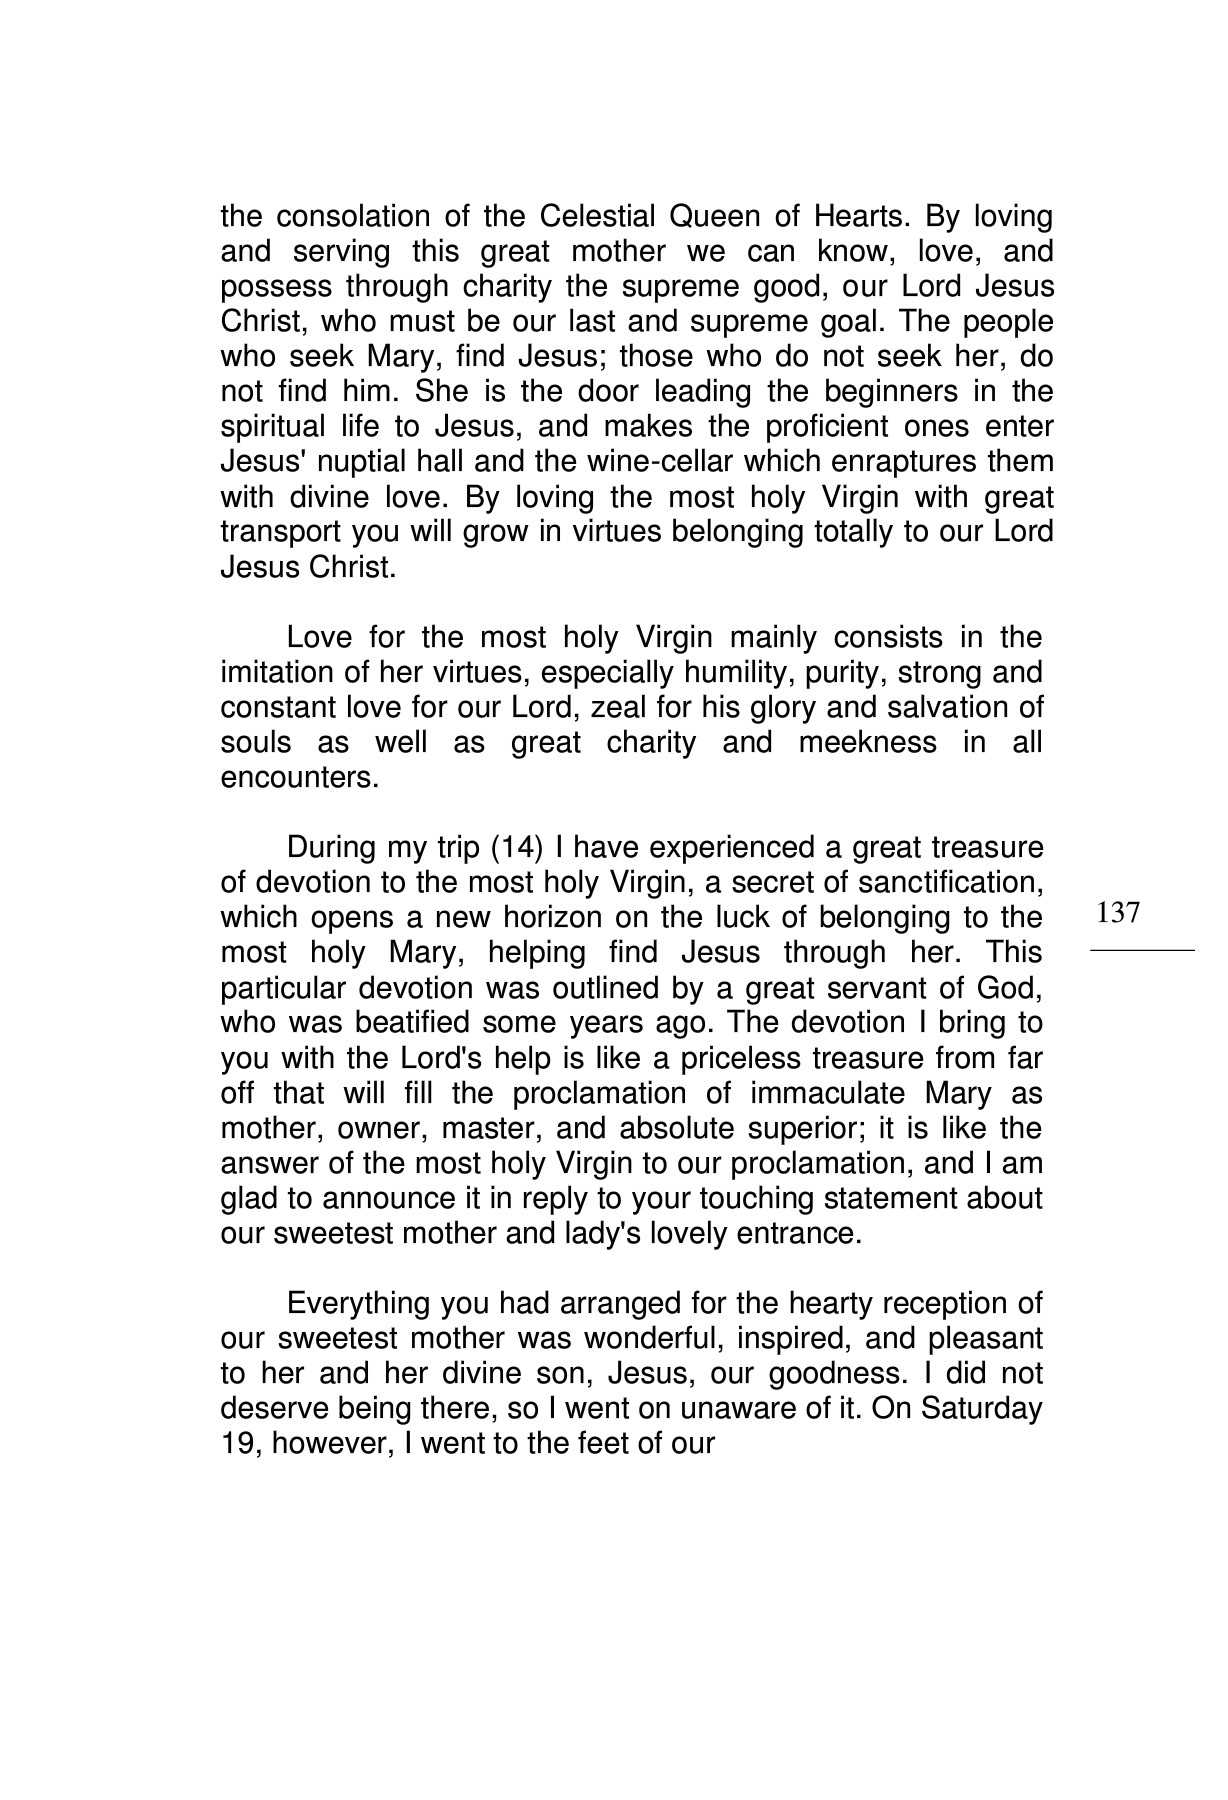 the consolation of the Celestial Queen of Hearts. By loving
and serving this great mother we can know, love, and
possess through charity the supreme good, our Lord Jesus
Christ, who must be our last and supreme goal. The people
who seek Mary, find Jesus; those who do not seek her, do
not find him. She is the door leading the beginners in the
spiritual life to Jesus, and makes the proficient ones enter
Jesus' nuptial hall and the wine-cellar which enraptures them
with divine love. By loving the most holy Virgin with great
transport you will grow in virtues belonging totally to our Lord
Jesus Christ.
Love for the most holy Virgin mainly consists in the
imitation of her virtues, especially humility, purity, strong and
constant love for our Lord, zeal for his glory and salvation of
souls as well as great charity and meekness in all
encounters.
During my trip (14) I have experienced a great treasure
of devotion to the most holy Virgin, a secret of sanctification,
which opens a new horizon on the luck of belonging to the
most holy Mary, helping find Jesus through her. This
particular devotion was outlined by a great servant of God,
who was beatified some years ago. The devotion I bring to
you with the Lord's help is like a priceless treasure from far
off that will fill the proclamation of immaculate Mary as
mother, owner, master, and absolute superior; it is like the
answer of the most holy Virgin to our proclamation, and I am
glad to announce it in reply to your touching statement about
our sweetest mother and lady's lovely entrance.
Everything you had arranged for the hearty reception of
our sweetest mother was wonderful, inspired, and pleasant
to her and her divine son, Jesus, our goodness. I did not
deserve being there, so I went on unaware of it. On Saturday
19, however, I went to the feet of our
137